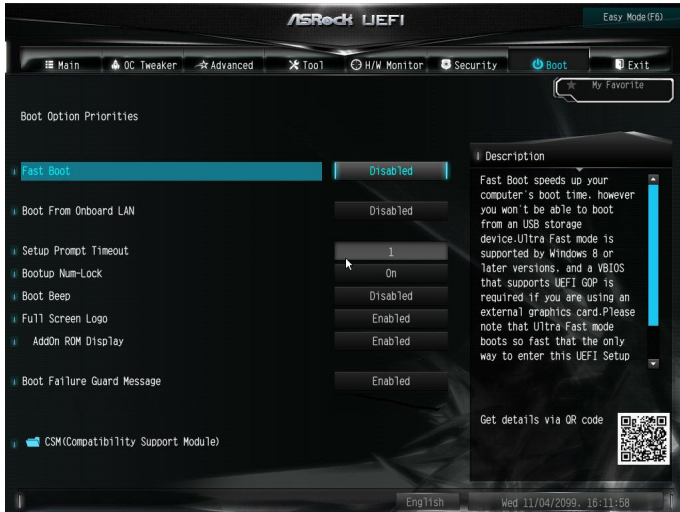 ASRock UEFI
Easy Mode(F6)
Main
OC Tweaker
Advanced
Tool
H/W Monitor
Security
Boot
Exit
My Favorite
Boot Option Priorities
Fast Boot
Disabled
Boot From Onboard LAN
Disabled
Setup Prompt Timeout
1
Bootup Num-Lock
On
Boot Beep
Disabled
Full Screen Logo
Enabled
AddOn ROM Display
Enabled
Boot Failure Guard Message
Enabled
CSM(Compatibility Support Module)
Description
Fast Boot speeds up your
computer's boot time. however
you won't be able to boot
from an USB storage
device.Ultra Fast mode is
supported by Windows 8 or
later versions. and a VBIOS
that supports UEFI GOP is
required if you are using an
external graphics card.Please
note that Ultra Fast mode
boots so fast that the only
way to enter this UEFI Setup
Get details via QR code
English
Wed 11/04/2099. 16:11:58